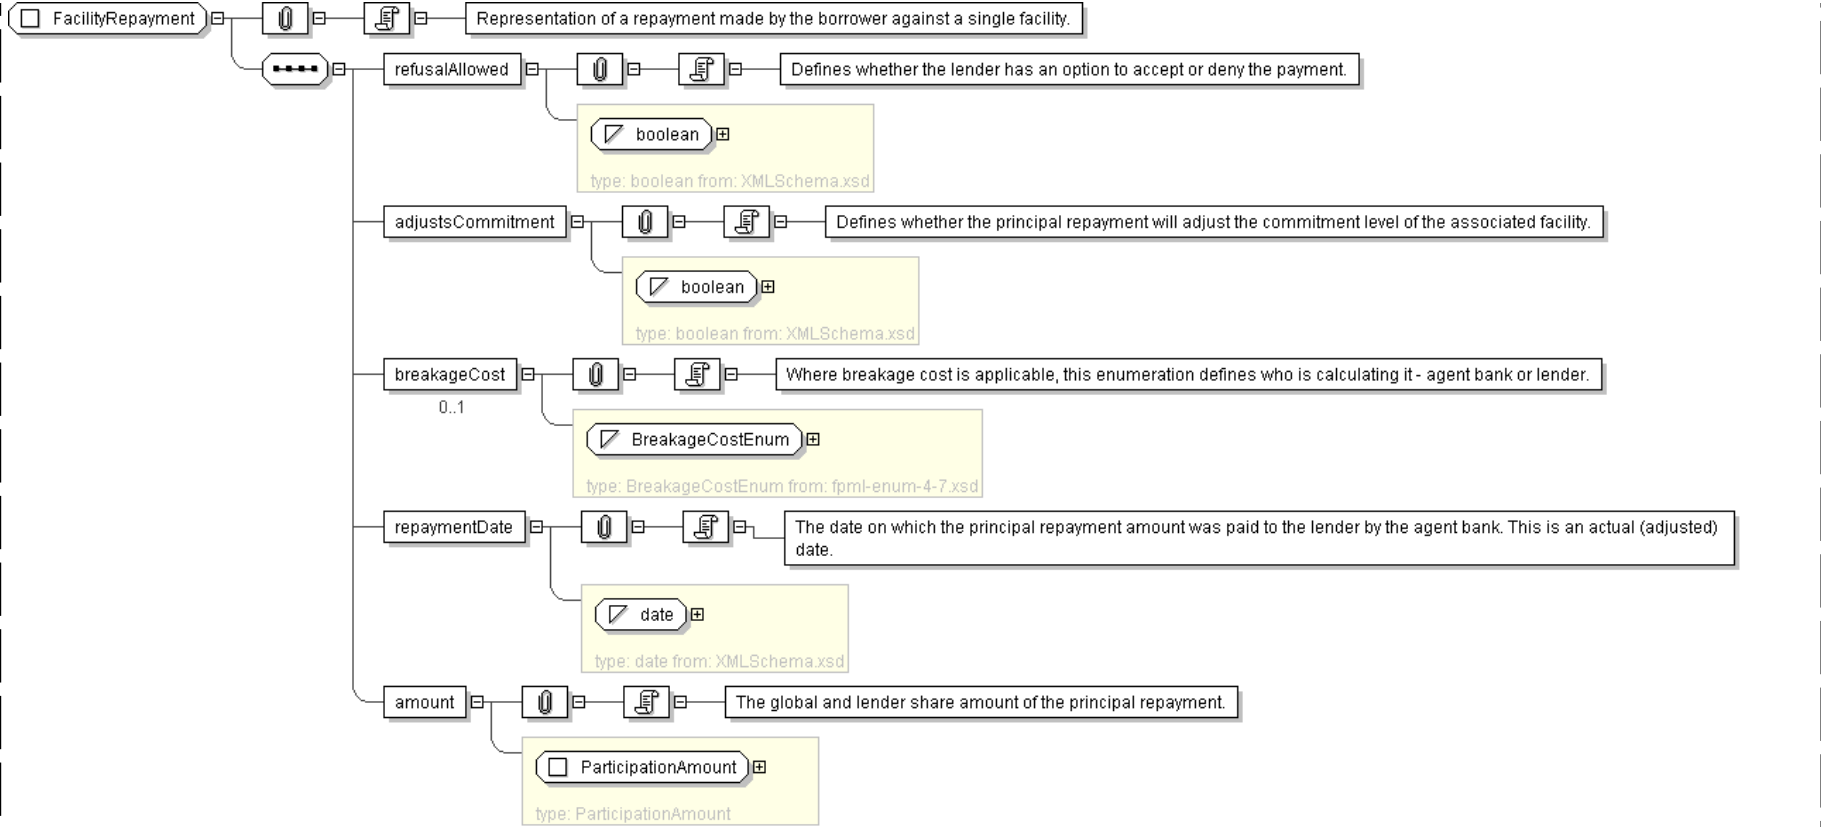 FacilityRepayment
Representation of a repayment made by the borrower against a single facility.
refusalAllowed
Defines whether the lender has an option to accept or deny the payment.
boolean
type: boolean from: XMLSchema.xsd
adjustsCommitment
Defines whether the principal repayment will adjust the commitment level of the associated facility.
boolean
type: boolean from: XMLSchema.xsd
breakageCost
Where breakage cost is applicable, this enumeration defines who is calculating it - agent bank or lender.
0..1
BreakageCostEnum
type: BreakageCostEnum from: fpml-enum-4-7.xsd
repaymentDate
The date on which the principal repayment amount was paid to the lender by the agent bank. This is an actual (adjusted)
date.
date
type: date from: XMLSchema.xsd
amount
The global and lender share amount of the principal repayment.
ParticipationAmount
type: ParticipationAmount